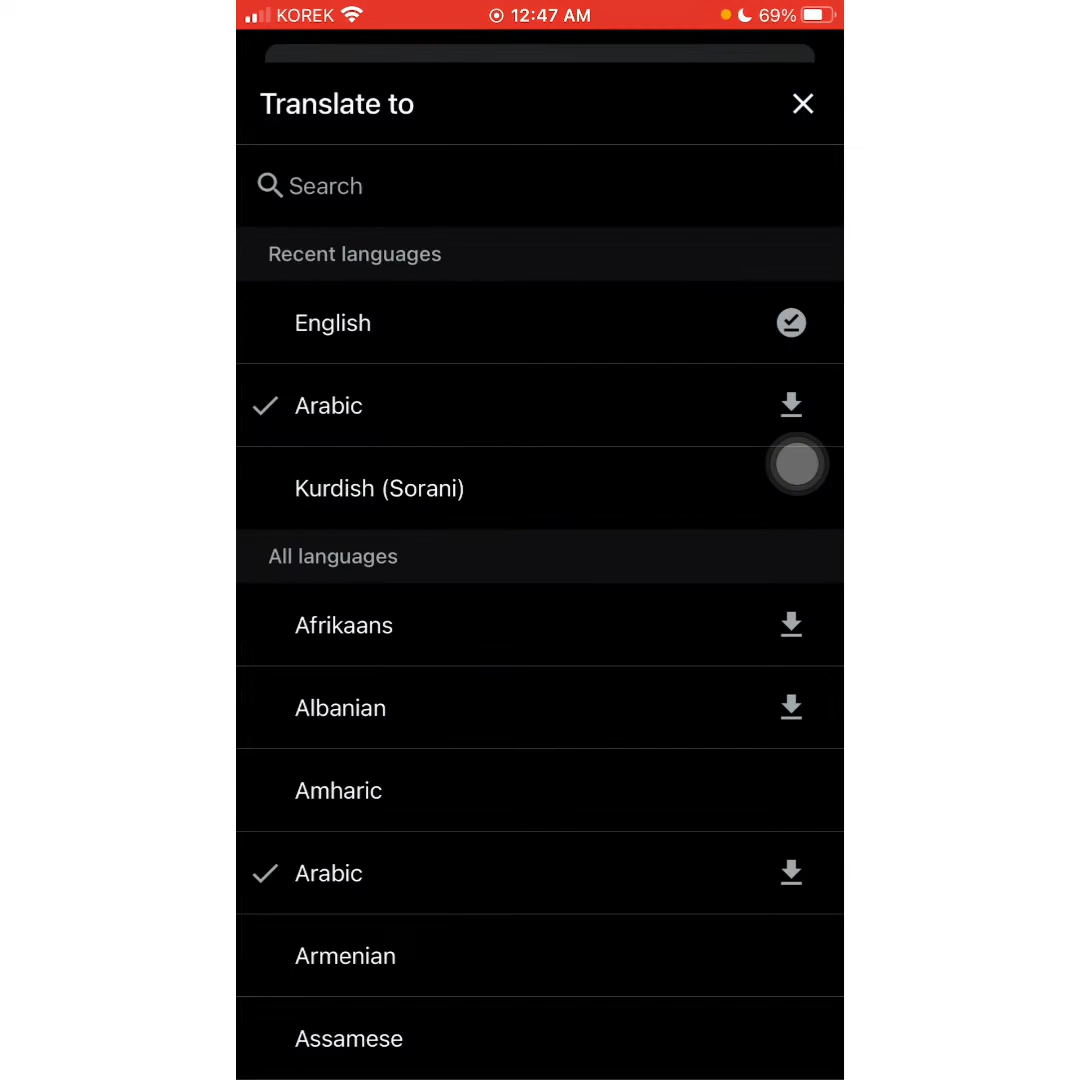 KOREK 12:47 AM 69%
Translate to
Search
Recent languages
English
Arabic
Kurdish (Sorani)
All languages
Afrikaans
Albanian
Amharic
Arabic
Armenian
Assamese